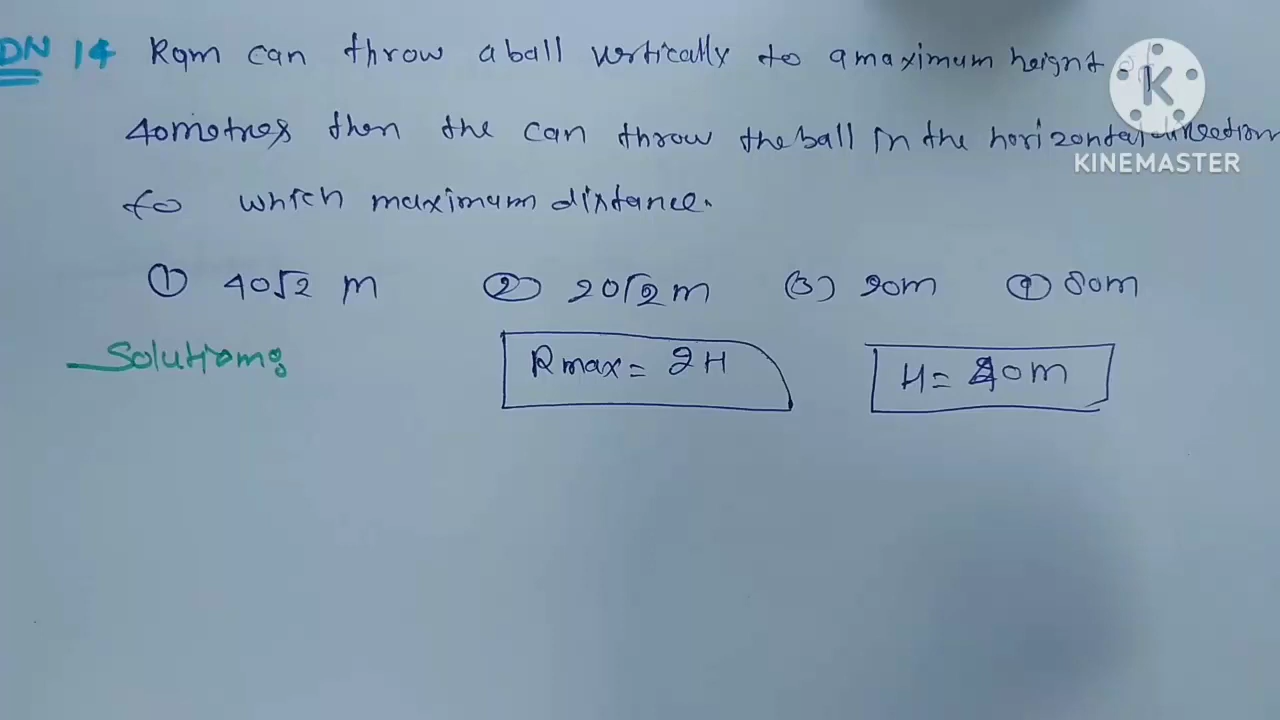 DN 14 Ram can throw a ball vertically to a maximum height of
40 metres then the can throw the ball in the horizontal direction
to which maximum distance.
① 40√2 m ② 20√2 m (3) 20m ④ 80m
Solutions
Rmax = 2H H = 40m
K
KINEMASTER